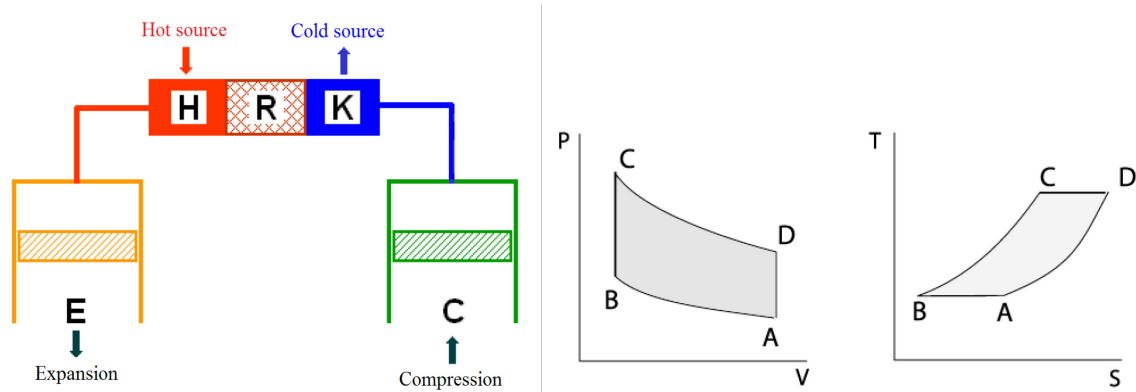 Hot source
Cold source
H
R
K
E
Expansion
C
Compression
P
C
D
B
A
V
T
C
D
B
A
S